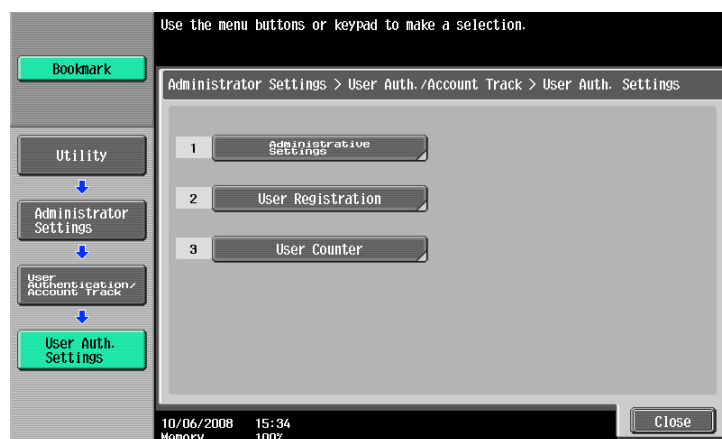 Use the menu buttons or keypad to make a selection.
Bookmark
Administrator Settings > User Auth./Account Track > User Auth. Settings
Utility
Administrator
Settings
User
Authentication/
Account Track
User Auth.
Settings
1 Administrative
Settings
2 User Registration
3 User Counter
Close
10/06/2008 15:34
Memory 100%